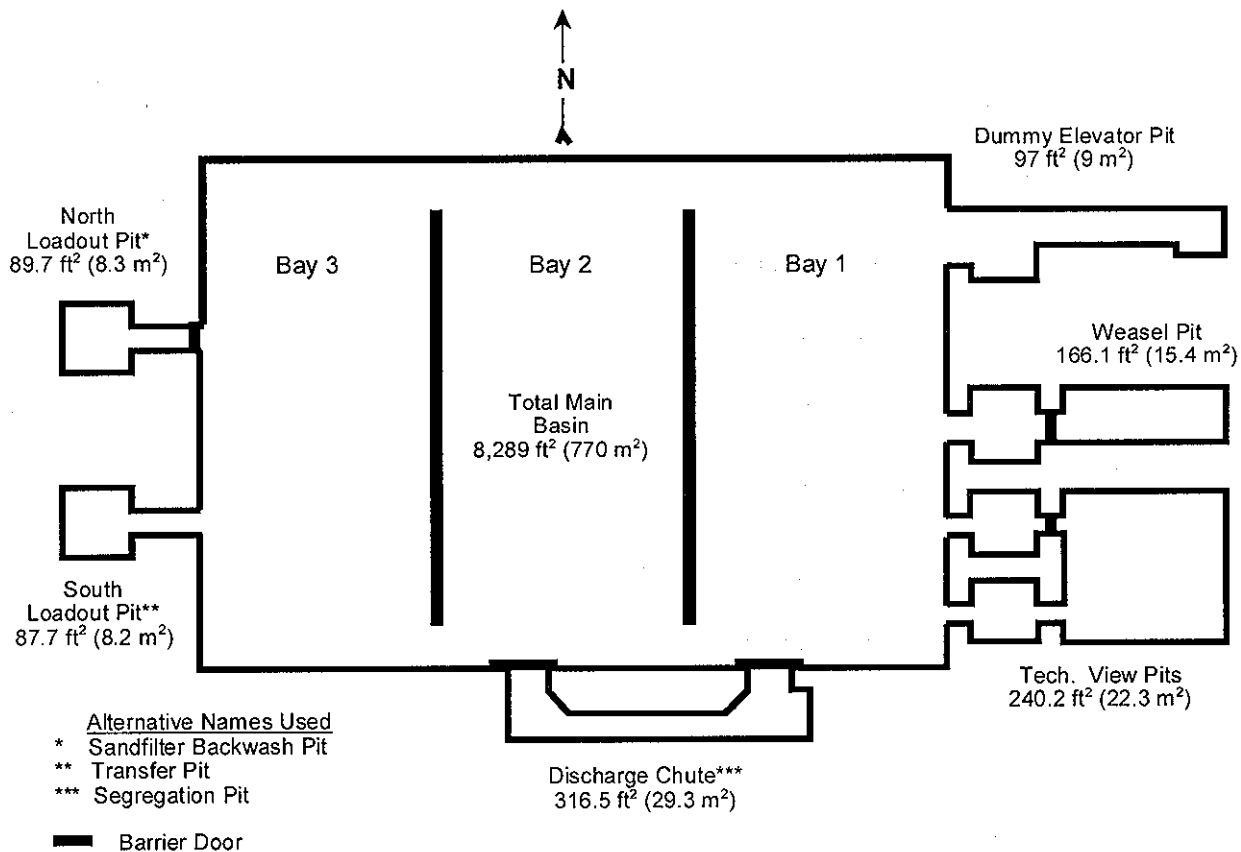 N
Dummy Elevator Pit
97 ft² (9 m²)
North
Loadout Pit*
89.7 ft² (8.3 m²)
Bay 3
Bay 2
Bay 1
Weasel Pit
166.1 ft² (15.4 m²)
Total Main
Basin
8,289 ft² (770 m²)
South
Loadout Pit**
87.7 ft² (8.2 m²)
Tech. View Pits
240.2 ft² (22.3 m²)
Discharge Chute***
316.5 ft² (29.3 m²)
Alternative Names Used
* Sandfilter Backwash Pit
** Transfer Pit
*** Segregation Pit
Barrier Door